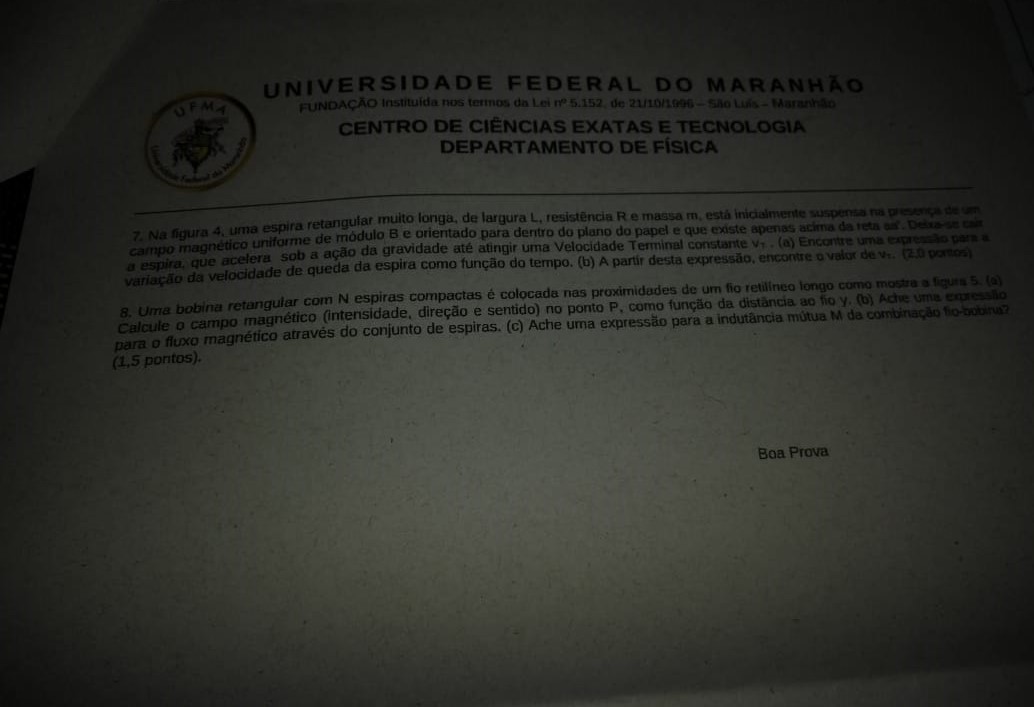 UFMA
Universidade Federal do Maranhão
UNIVERSIDADE FEDERAL DO MARANHÃO
FUNDAÇÃO Instituída nos termos da Lei nº 5.152, de 21/10/1996 – São Luís – Maranhão
CENTRO DE CIÊNCIAS EXATAS E TECNOLOGIA
DEPARTAMENTO DE FÍSICA
7. Na figura 4, uma espira retangular muito longa, de largura L, resistência R e massa m, está inicialmente suspensa na presença de um
campo magnético uniforme de módulo B e orientado para dentro do plano do papel e que existe apenas acima da reta aa'. Deixa-se cair
a espira, que acelera sob a ação da gravidade até atingir uma Velocidade Terminal constante vT . (a) Encontre uma expressão para a
variação da velocidade de queda da espira como função do tempo. (b) A partir desta expressão, encontre o valor de vT. (2,0 pontos)
8. Uma bobina retangular com N espiras compactas é colocada nas proximidades de um fio retilíneo longo como mostra a figura 5. (a)
Calcule o campo magnético (intensidade, direção e sentido) no ponto P, como função da distância ao fio y. (b) Ache uma expressão
para o fluxo magnético através do conjunto de espiras. (c) Ache uma expressão para a indutância mútua M da combinação fio-bobina?
(1,5 pontos).
Boa Prova